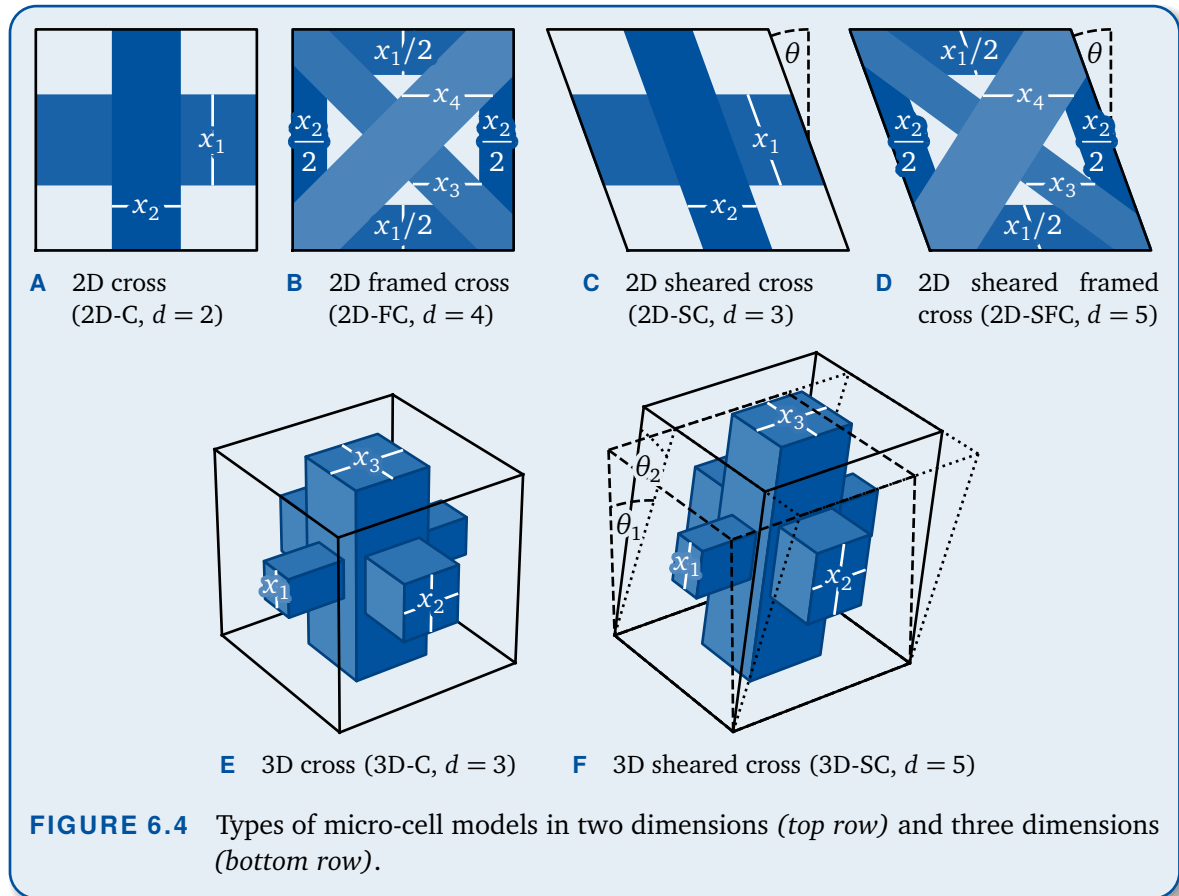 x₁/2 θ x₁/2 θ
x₄ x₄
x₁ x₂/2 x₂/2 x₁ x₂/2 x₂/2
x₂ x₃ x₂ x₃
x₁/2 x₁/2
A 2D cross B 2D framed cross C 2D sheared cross D 2D sheared framed
(2D-C, d = 2) (2D-FC, d = 4) (2D-SC, d = 3) cross (2D-SFC, d = 5)
x₃ x₃
θ₂
θ₁
x₁ x₂ x₁ x₂
E 3D cross (3D-C, d = 3) F 3D sheared cross (3D-SC, d = 5)
FIGURE 6.4 Types of micro-cell models in two dimensions (top row) and three dimensions
(bottom row).